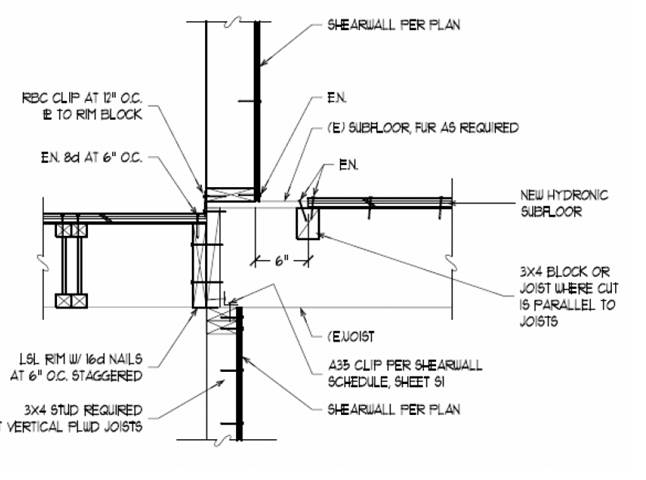 SHEARWALL PER PLAN
RBC CLIP AT 12" O.C.
TO RIM BLOCK
E.N.
(E) SUBFLOOR, FUR AS REQUIRED
E.N. 8d AT 6" O.C.
E.N.
NEW HYDRONIC
SUBFLOOR
6"
3X4 BLOCK OR
JOIST WHERE CUT
IS PARALLEL TO
JOISTS
(E)JOIST
LSL RIM W/ 16d NAILS
AT 6" O.C. STAGGERED
A35 CLIP PER SHEARWALL
SCHEDULE, SHEET S1
3X4 STUD REQUIRED
VERTICAL PLWD JOISTS
SHEARWALL PER PLAN